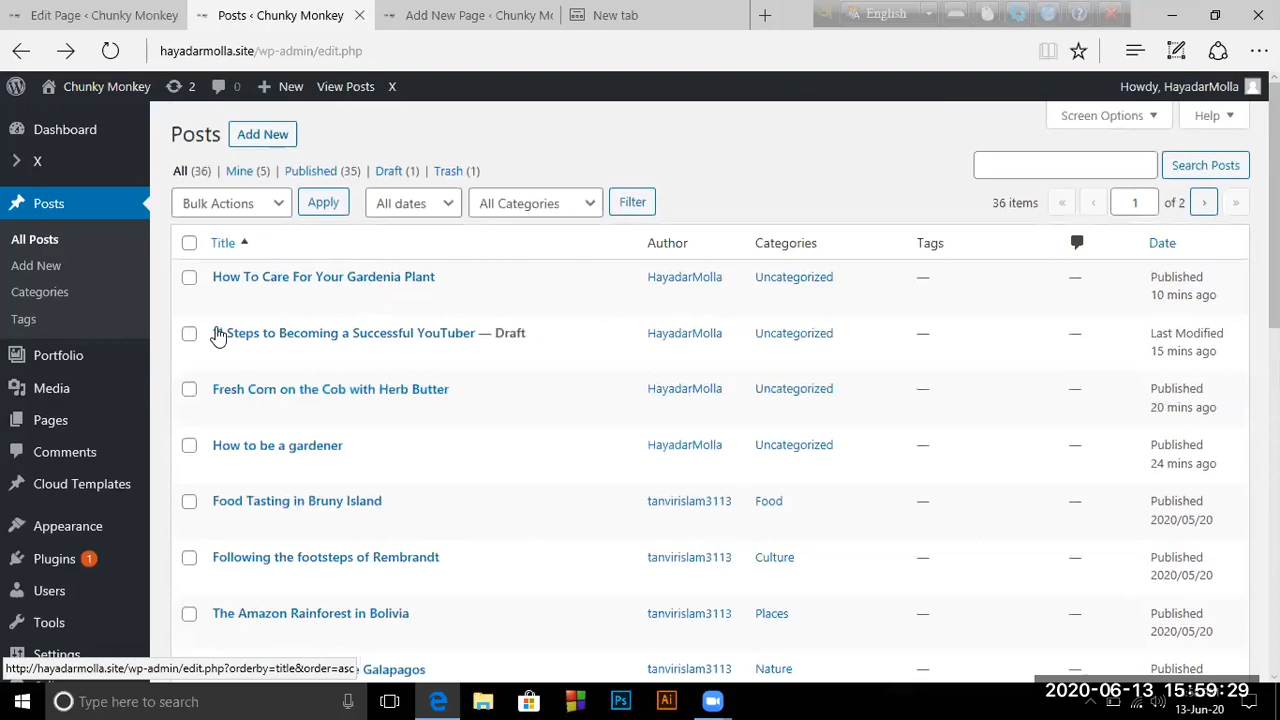 Edit Page ‹ Chunky Monkey
Posts ‹ Chunky Monkey
Add New Page ‹ Chunky Mo
New tab
English
hayadarmolla.site/wp-admin/edit.php
Chunky Monkey
2
0
New
View Posts
X
Howdy, HayadarMolla
Dashboard
X
Posts
All Posts
Add New
Categories
Tags
Portfolio
Media
Pages
Comments
Cloud Templates
Appearance
Plugins 1
Users
Tools
Settings
Posts Add New
Screen Options
Help
All (36) Mine (5) Published (35) Draft (1) Trash (1)
Search Posts
Bulk Actions Apply All dates All Categories Filter
36 items « ‹ 1 of 2 › »
Title Author Categories Tags Date
How To Care For Your Gardenia Plant HayadarMolla Uncategorized — — Published
10 mins ago
Steps to Becoming a Successful YouTuber — Draft HayadarMolla Uncategorized — — Last Modified
15 mins ago
Fresh Corn on the Cob with Herb Butter HayadarMolla Uncategorized — — Published
20 mins ago
How to be a gardener HayadarMolla Uncategorized — — Published
24 mins ago
Food Tasting in Bruny Island tanvirislam3113 Food — — Published
2020/05/20
Following the footsteps of Rembrandt tanvirislam3113 Culture — — Published
2020/05/20
The Amazon Rainforest in Bolivia tanvirislam3113 Places — — Published
2020/05/20
Galapagos tanvirislam3113 Nature — — Published
http://hayadarmolla.site/wp-admin/edit.php?orderby=title&order=asc
Type here to search
2020-06-13 15:59:29
13-Jun-20